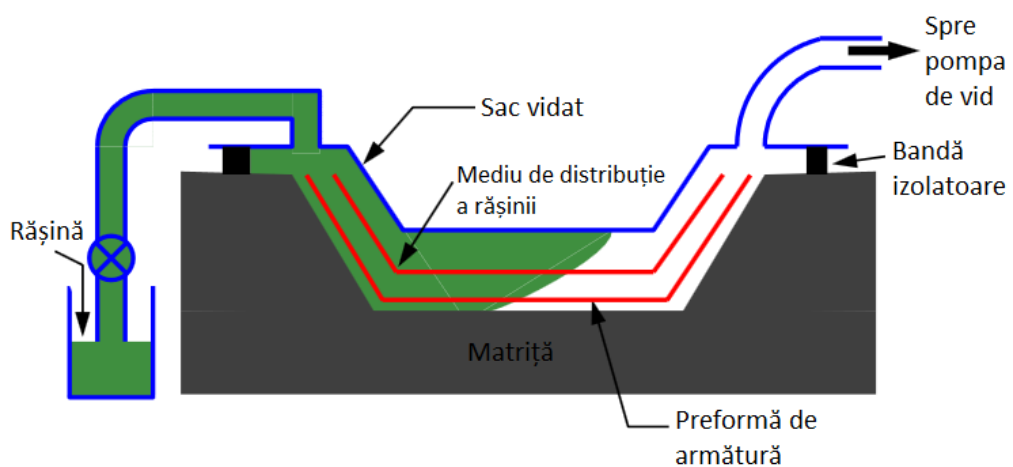 Spre
pompa
de vid
Sac vidat
Bandă
izolatoare
Mediu de distribuție
a rășinii
Rășină
Matriță
Preformă de
armătură